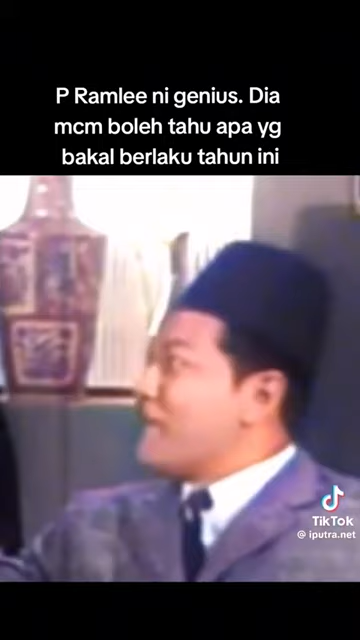 P Ramlee ni genius. Dia
mcm boleh tahu apa yg
bakal berlaku tahun ini
TikTok
@ iputra.net